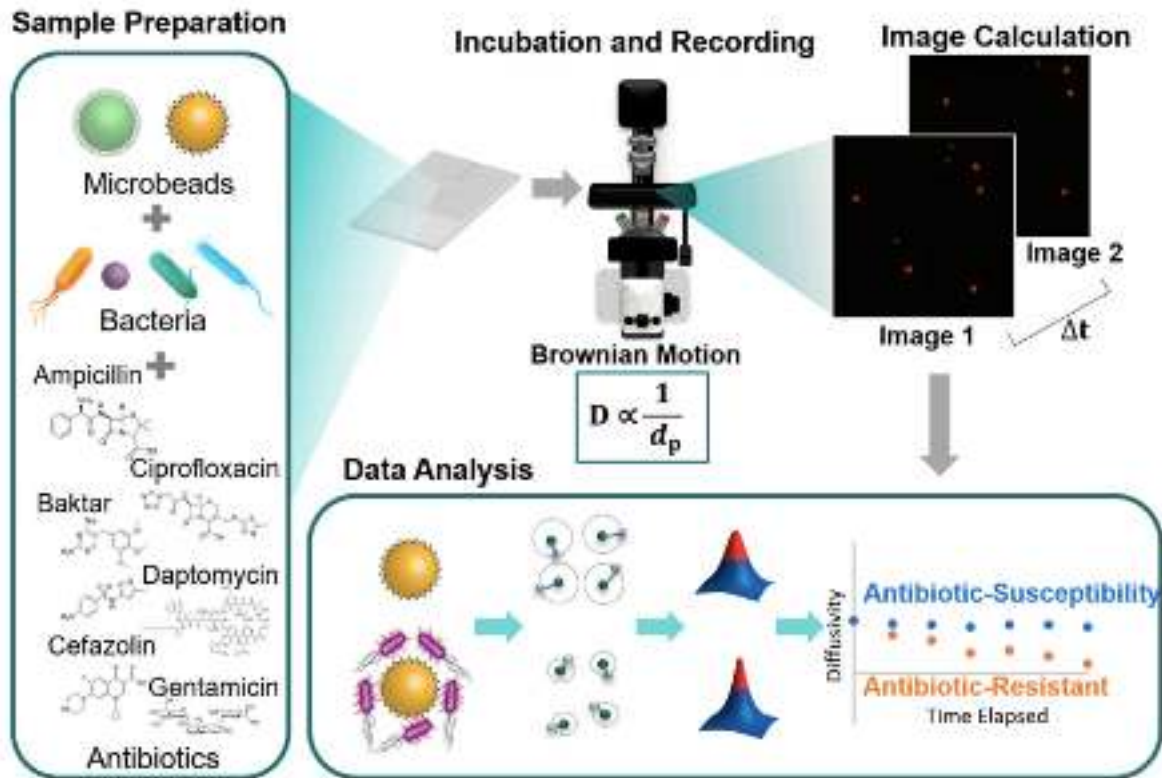 Sample Preparation
Microbeads
Bacteria
Ampicillin
Ciprofloxacin
Baktar
Daptomycin
Cefazolin
Gentamicin
Antibiotics
Incubation and Recording
Brownian Motion
D ∝ 1/dp
Image Calculation
Image 2
Image 1
Δt
Data Analysis
Diffusivity
Antibiotic-Susceptibility
Antibiotic-Resistant
Time Elapsed